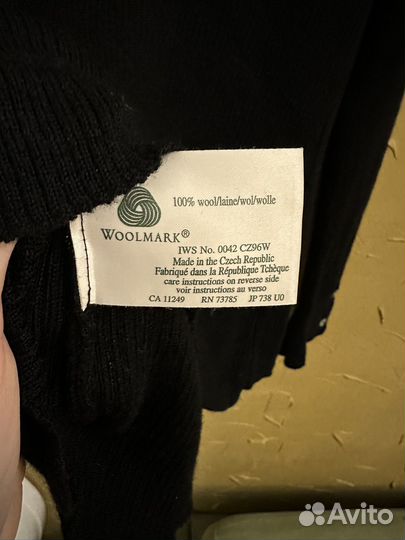 100% wool/laine/wol/wolle
WOOLMARK®
IWS No. 0042 CZ96W
Made in the Czech Republic
Fabriqué dans la République Tchèque
care instructions on reverse side
voir instructions au verso
CA 11249 RN 73785 JP 738 U0
Avito